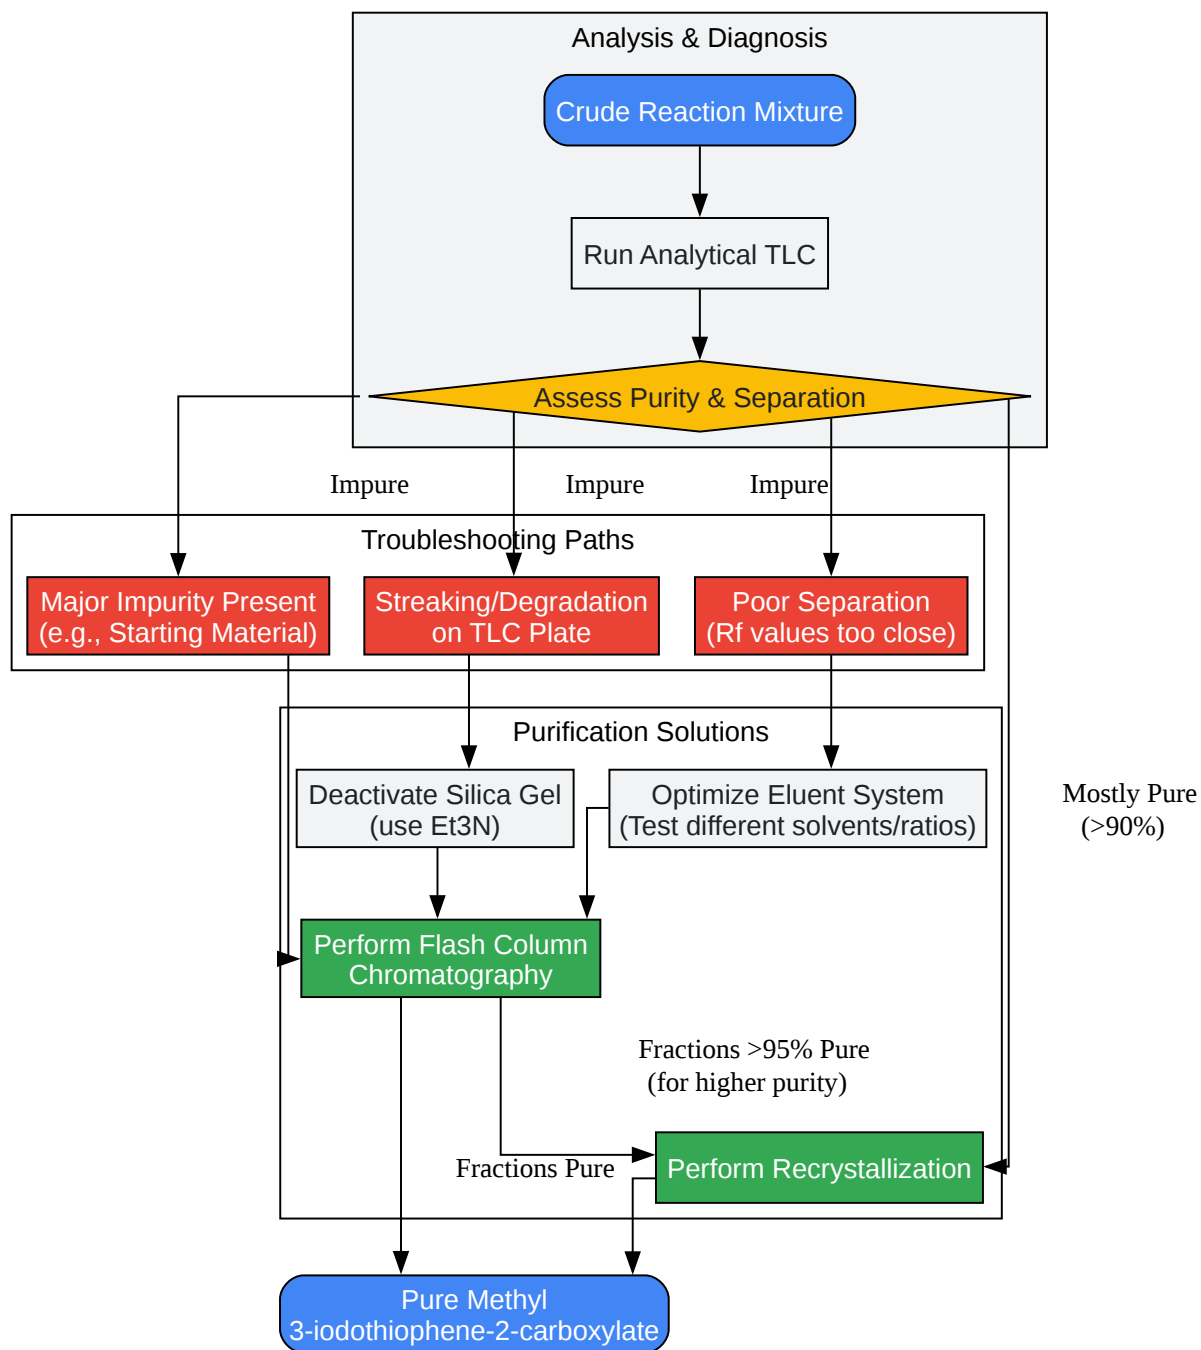 Analysis & Diagnosis
Crude Reaction Mixture
Run Analytical TLC
Assess Purity & Separation
Impure
Impure
Impure
Troubleshooting Paths
Major Impurity Present
(e.g., Starting Material)
Streaking/Degradation
on TLC Plate
Poor Separation
(Rf values too close)
Purification Solutions
Deactivate Silica Gel
(use Et3N)
Optimize Eluent System
(Test different solvents/ratios)
Mostly Pure
(>90%)
Perform Flash Column
Chromatography
Fractions >95% Pure
(for higher purity)
Fractions Pure
Perform Recrystallization
Pure Methyl
3-iodothiophene-2-carboxylate